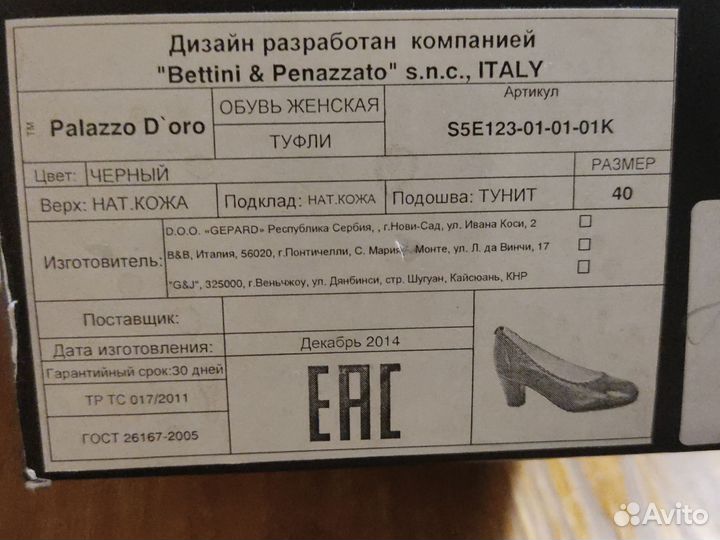 Дизайн разработан компанией
"Bettini & Penazzato" s.n.c., ITALY
TM Palazzo D`oro
ОБУВЬ ЖЕНСКАЯ
ТУФЛИ
Артикул
S5E123-01-01-01K
Цвет: ЧЕРНЫЙ
РАЗМЕР
Верх: НАТ.КОЖА Подклад: НАТ.КОЖА Подошва: ТУНИТ 40
Изготовитель:
D.O.O. «GEPARD» Республика Сербия, , г.Нови-Сад, ул. Ивана Коси, 2
B&B, Италия, 56020, г.Понтичелли, С. Мария Монте, ул. Л. да Винчи, 17
"G&J", 325000, г.Веньчжоу, ул. Дянбинси, стр. Шугуан, Кайсюань, КНР
Поставщик:
Дата изготовления: Декабрь 2014
Гарантийный срок:30 дней
ТР ТС 017/2011
ГОСТ 26167-2005
EAC
Avito